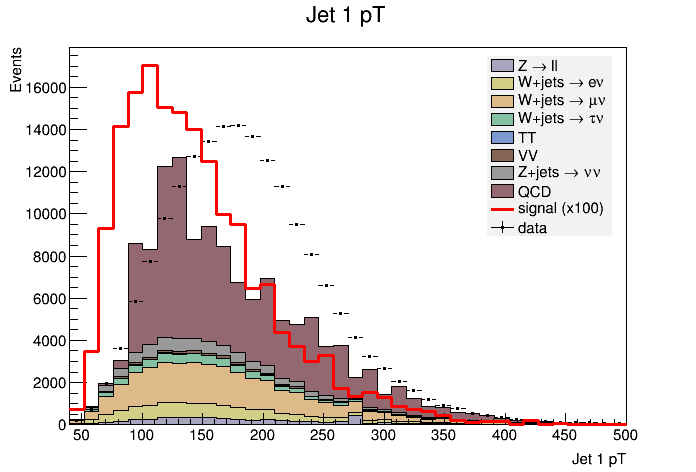 Jet 1 pT
Events
16000
14000
12000
10000
8000
6000
4000
2000
0
50 100 150 200 250 300 350 400 450 500
Jet 1 pT
Z → ll
W+jets → eν
W+jets → μν
W+jets → τν
TT
VV
Z+jets → νν
QCD
signal (x100)
data